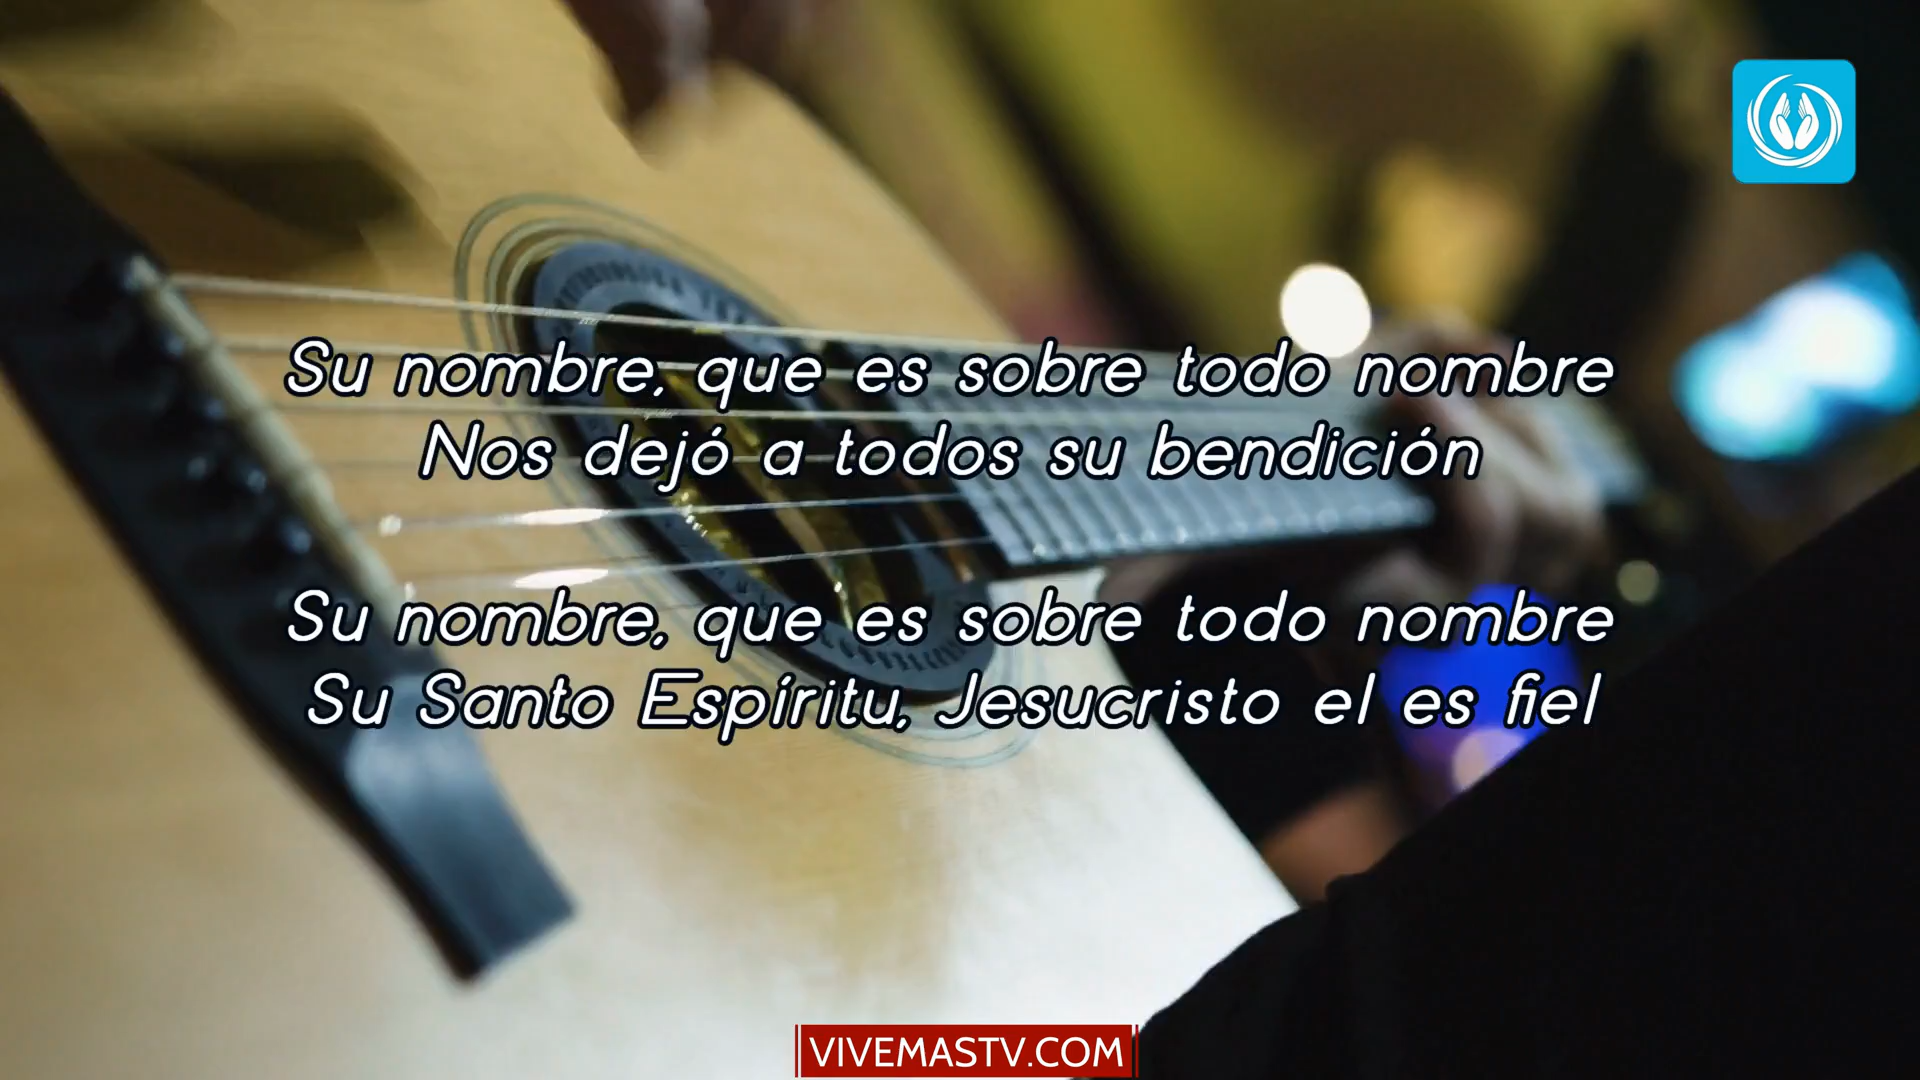 Su nombre, que es sobre todo nombre
Nos dejó a todos su bendición
Su nombre, que es sobre todo nombre
Su Santo Espíritu, Jesucristo el es fiel
VIVEMASTV.COM